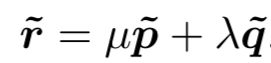 r̃ = μp̃ + λq̃.